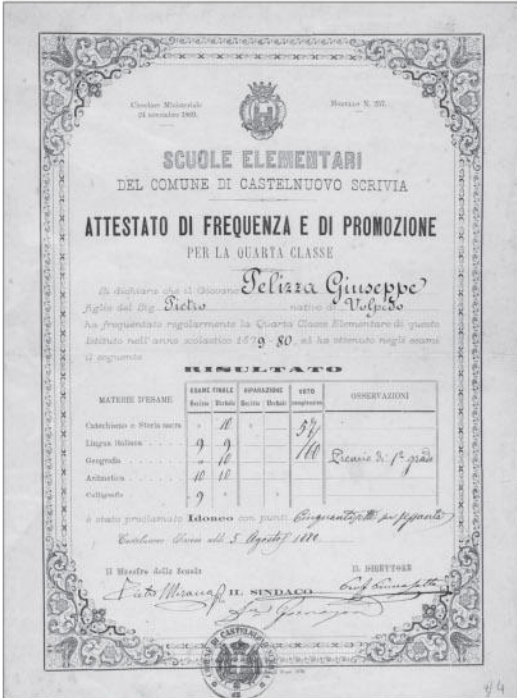 Circolare Ministeriale
24 novembre 1869.
Modulo N. 257.
SCUOLE ELEMENTARI
DEL COMUNE DI CASTELNUOVO SCRIVIA
ATTESTATO DI FREQUENZA E DI PROMOZIONE
PER LA QUARTA CLASSE
Si dichiara che il Giovane Pelizza Giuseppe
figlio del Sig. Pietro nativo di Volpedo
ha frequentato regolarmente la Quarta Classe Elementare di questo
Istituto nell'anno scolastico 1879-80, ed ha ottenuto negli esami
il seguente
RISULTATO
MATERIE D'ESAME ESAME FINALE RIPARAZIONE VOTO OSSERVAZIONI
Scritto Verbale Scritto Verbale complessivo
Catechismo e Storia sacra " 10 " 57/60
Lingua italiana 9 9
Geografia " 10 Premio di 1º grado
Aritmetica 10 10
Calligrafia 9 "
è stato proclamato Idoneo con punti Cinquantasette su sessanta
Castelnuovo Scrivia addì 5 Agosto 1880
Il Maestro della Scuola
IL DIRETTORE
IL SINDACO